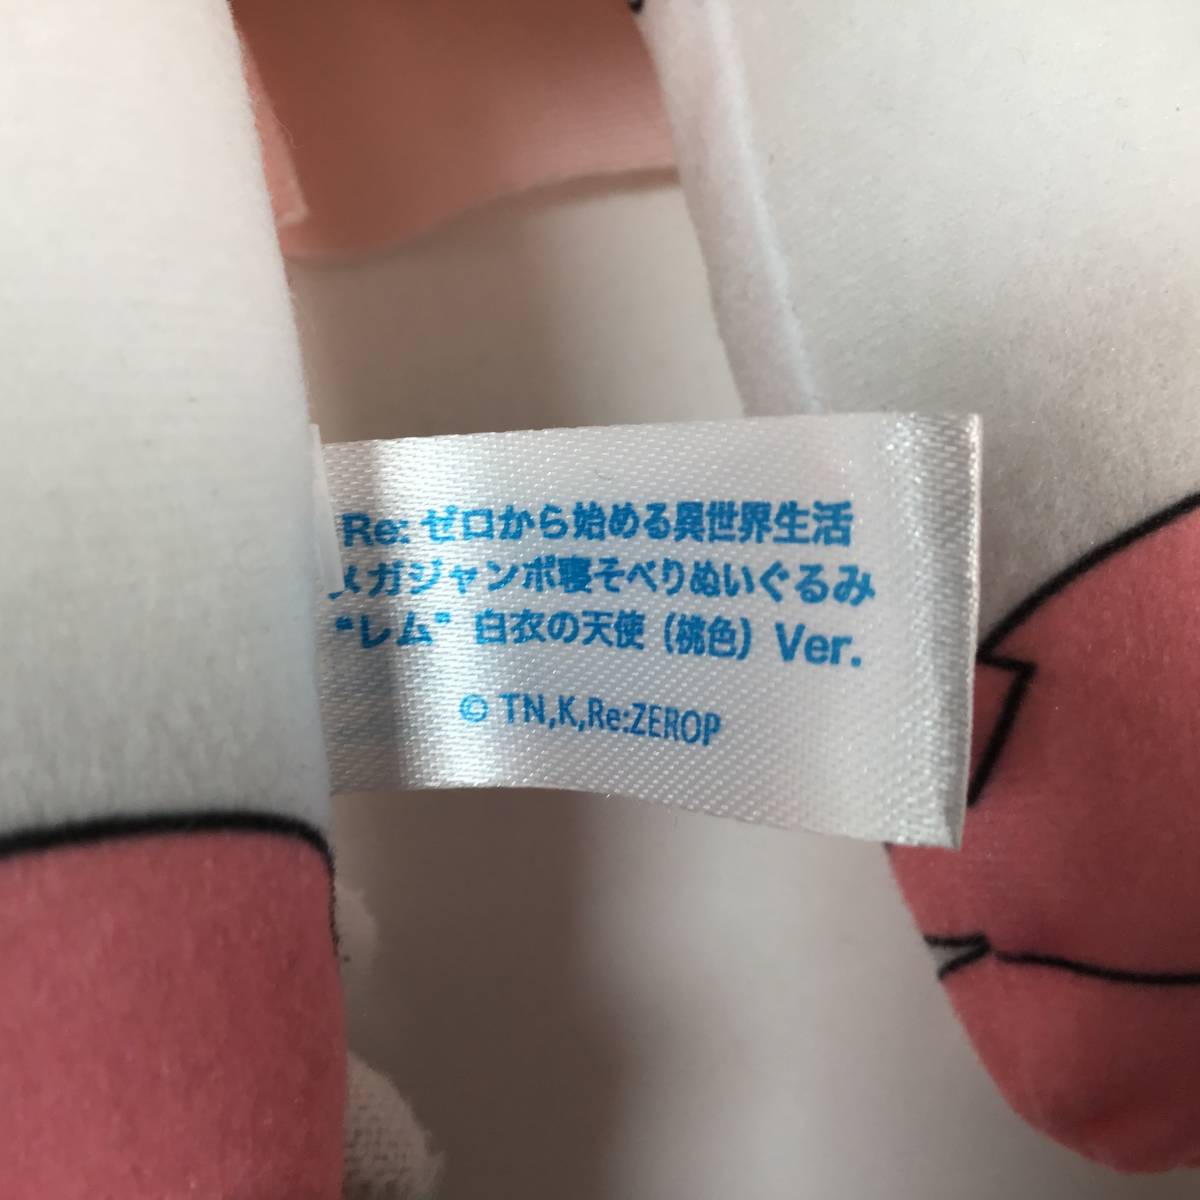 Re: ゼロから始める異世界生活
メガジャンボ寝そべりぬいぐるみ
“レム” 白衣の天使（桃色）Ver.
© TN,K,Re:ZEROP